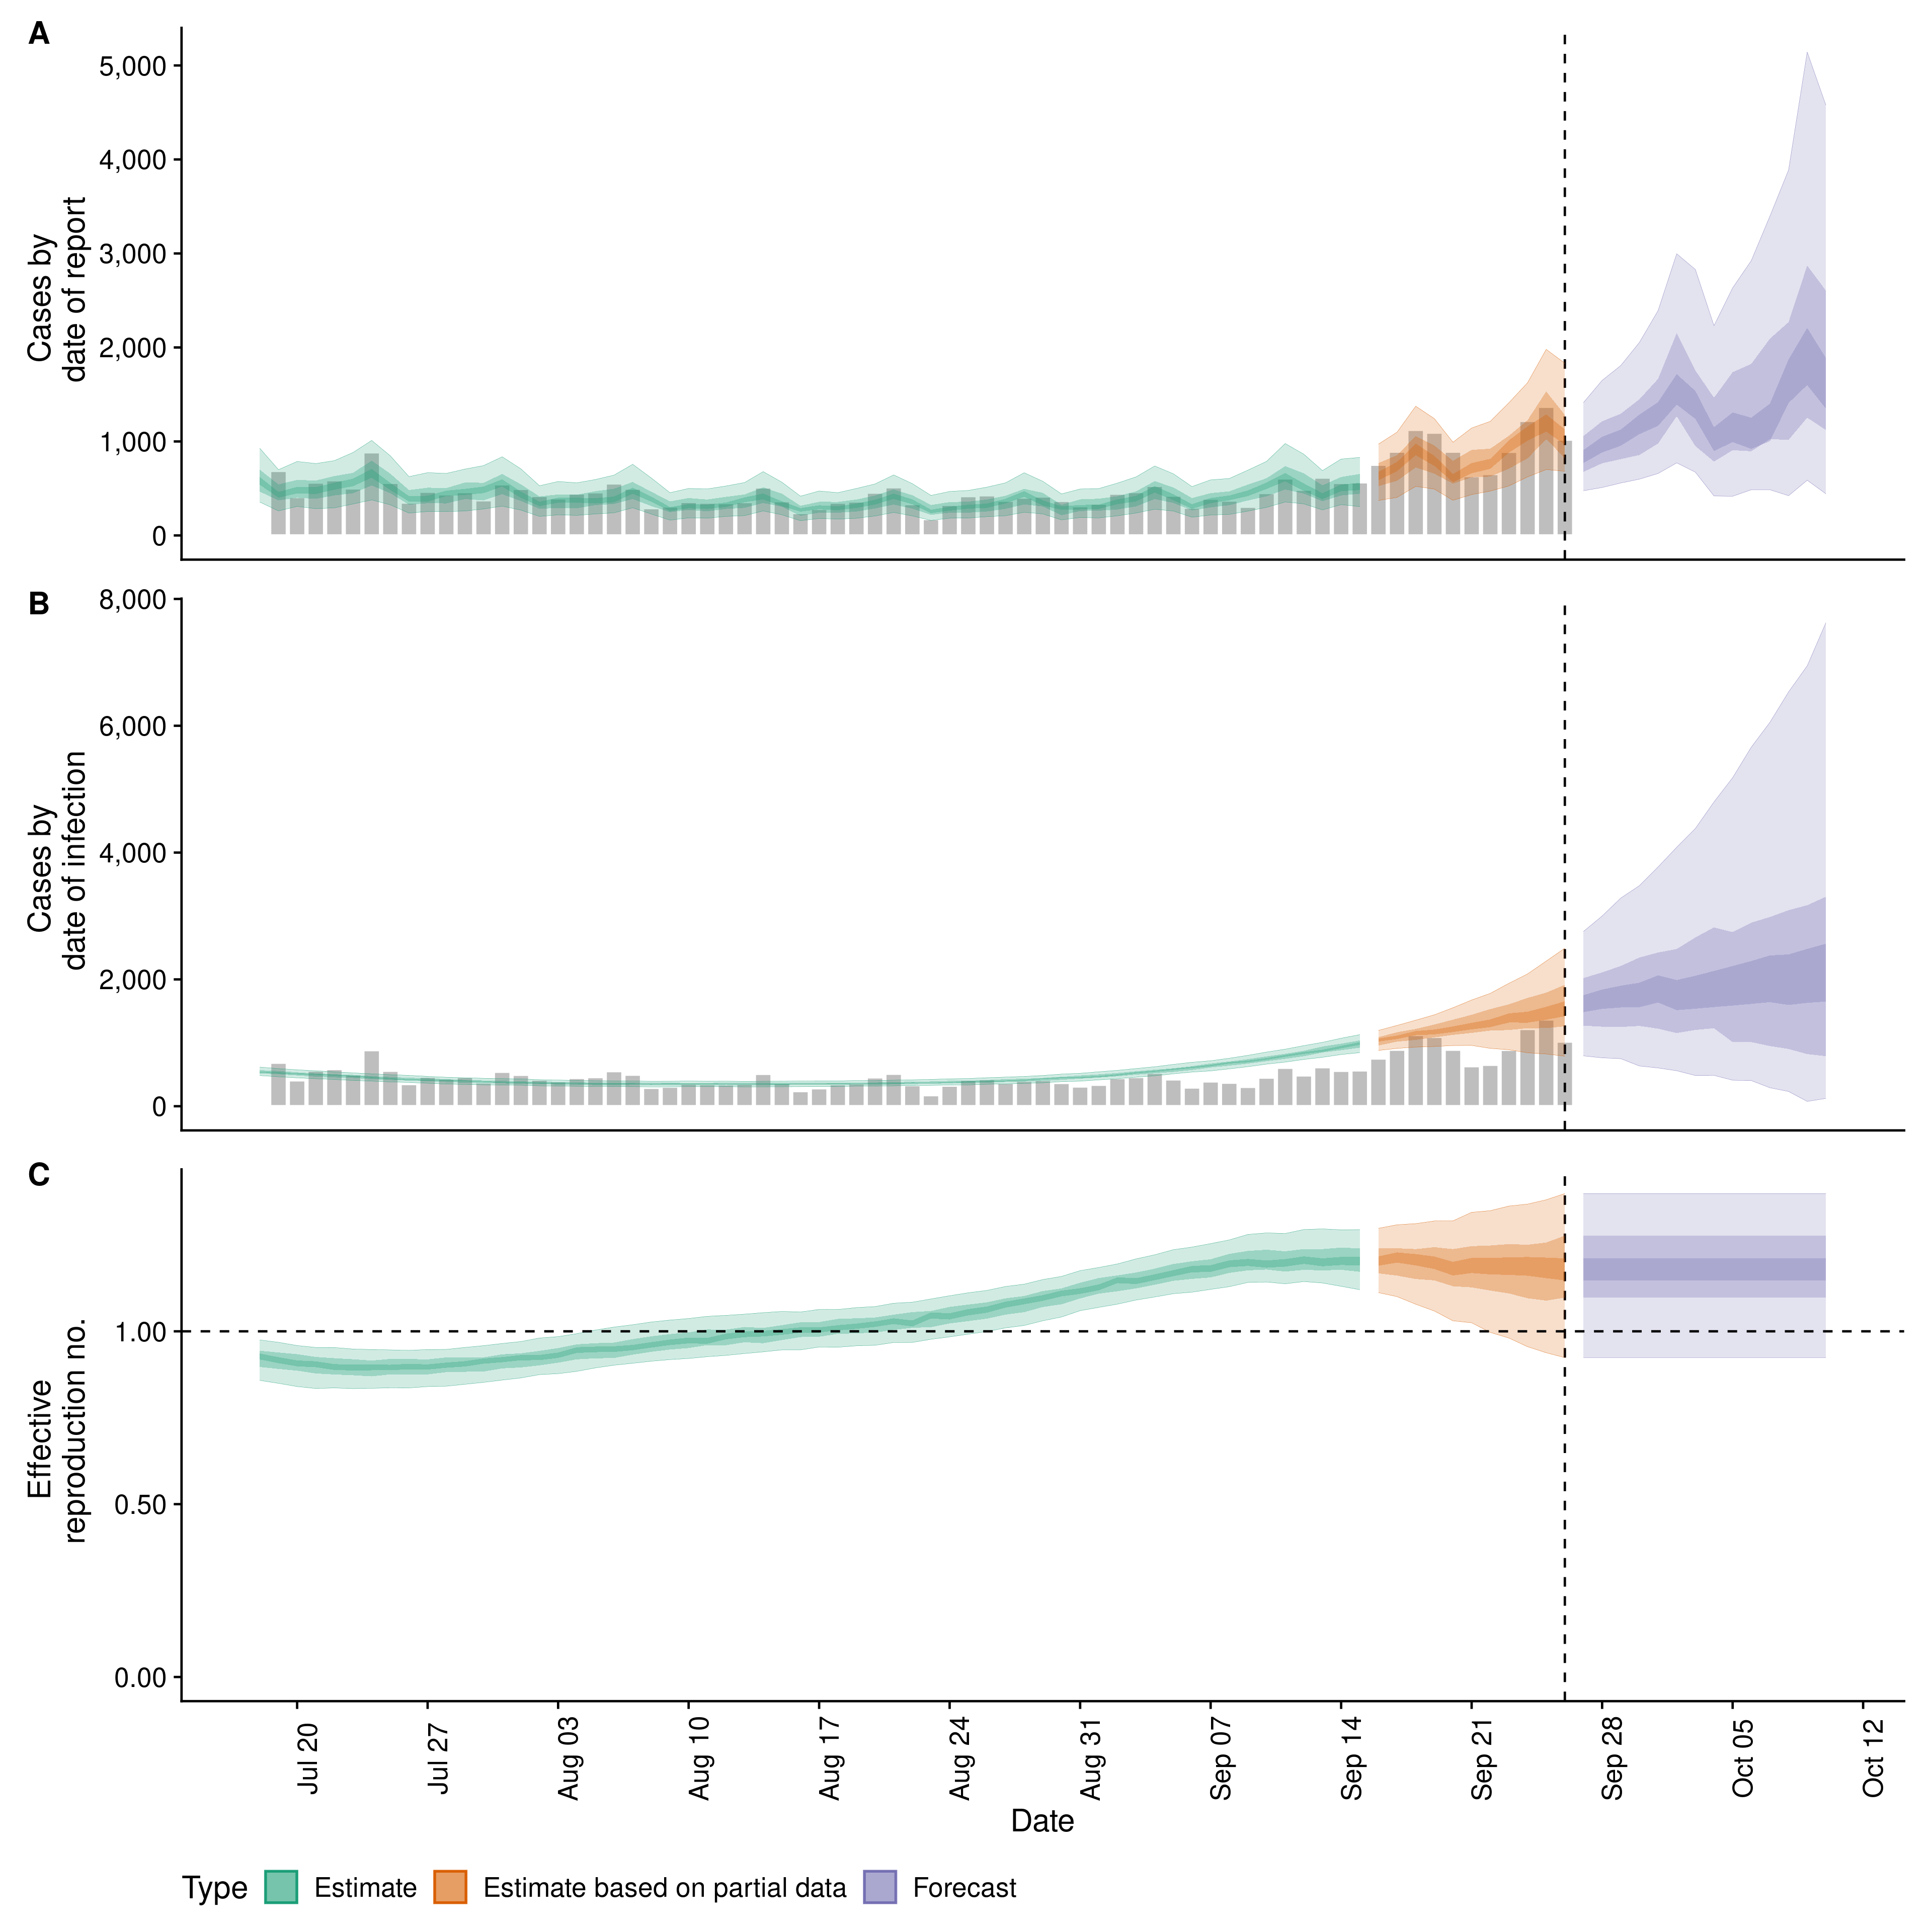 A
5,000
4,000
3,000
2,000
1,000
0
Cases by
date of report
B
8,000
6,000
4,000
2,000
0
Cases by
date of infection
C
1.00
0.50
0.00
Effective
reproduction no.
Jul 20
Jul 27
Aug 03
Aug 10
Aug 17
Aug 24
Aug 31
Sep 07
Sep 14
Sep 21
Sep 28
Oct 05
Oct 12
Date
Type Estimate Estimate based on partial data Forecast